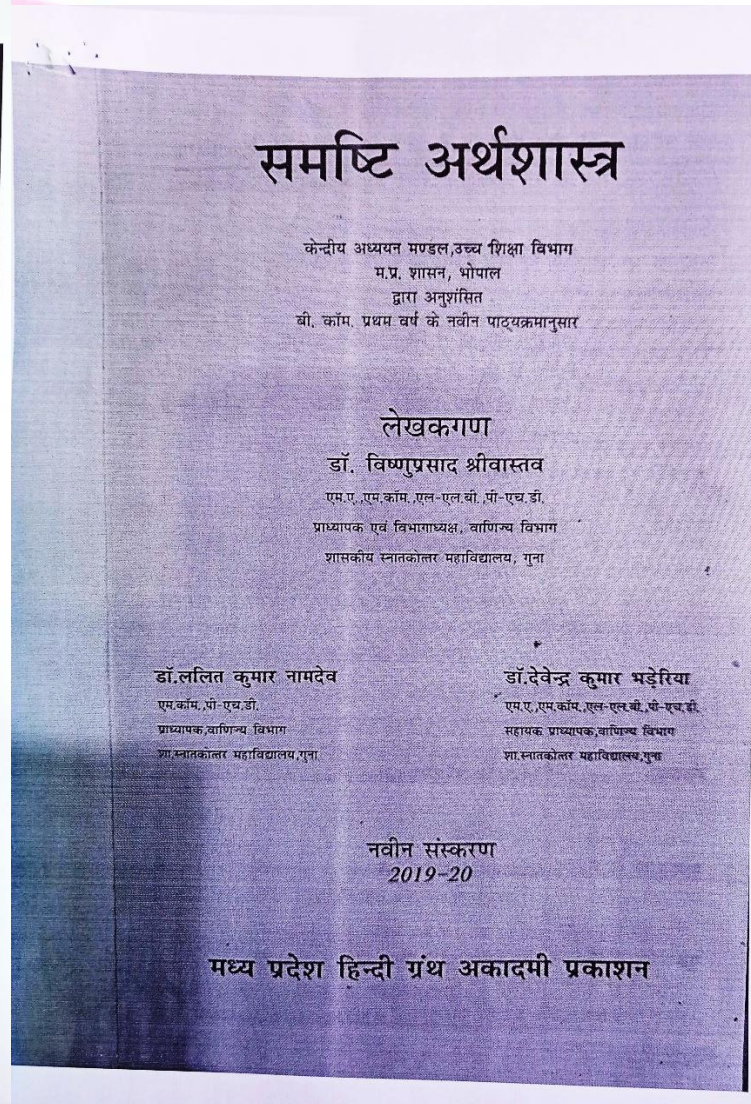 समष्टि अर्थशास्त्र
केन्द्रीय अध्ययन मण्डल,उच्च शिक्षा विभाग
म.प्र. शासन, भोपाल
द्वारा अनुशंसित
बी. कॉम. प्रथम वर्ष के नवीन पाठ्यक्रमानुसार
लेखकगण
डॉ. विष्णुप्रसाद श्रीवास्तव
एम.ए.,एम.कॉम.,एल-एल.बी.,पी-एच.डी.
प्राध्यापक एवं विभागाध्यक्ष, वाणिज्य विभाग
शासकीय स्नातकोत्तर महाविद्यालय, गुना
डॉ.ललित कुमार नामदेव
एम.कॉम.,पी-एच.डी.
प्राध्यापक,वाणिज्य विभाग
शा.स्नातकोत्तर महाविद्यालय,गुना
डॉ.देवेन्द्र कुमार भड़ेरिया
एम.ए.,एम.कॉम.,एल-एल.बी.,पी-एच.डी.
सहायक प्राध्यापक,वाणिज्य विभाग
शा.स्नातकोत्तर महाविद्यालय,गुना
नवीन संस्करण
2019-20
मध्य प्रदेश हिन्दी ग्रंथ अकादमी प्रकाशन